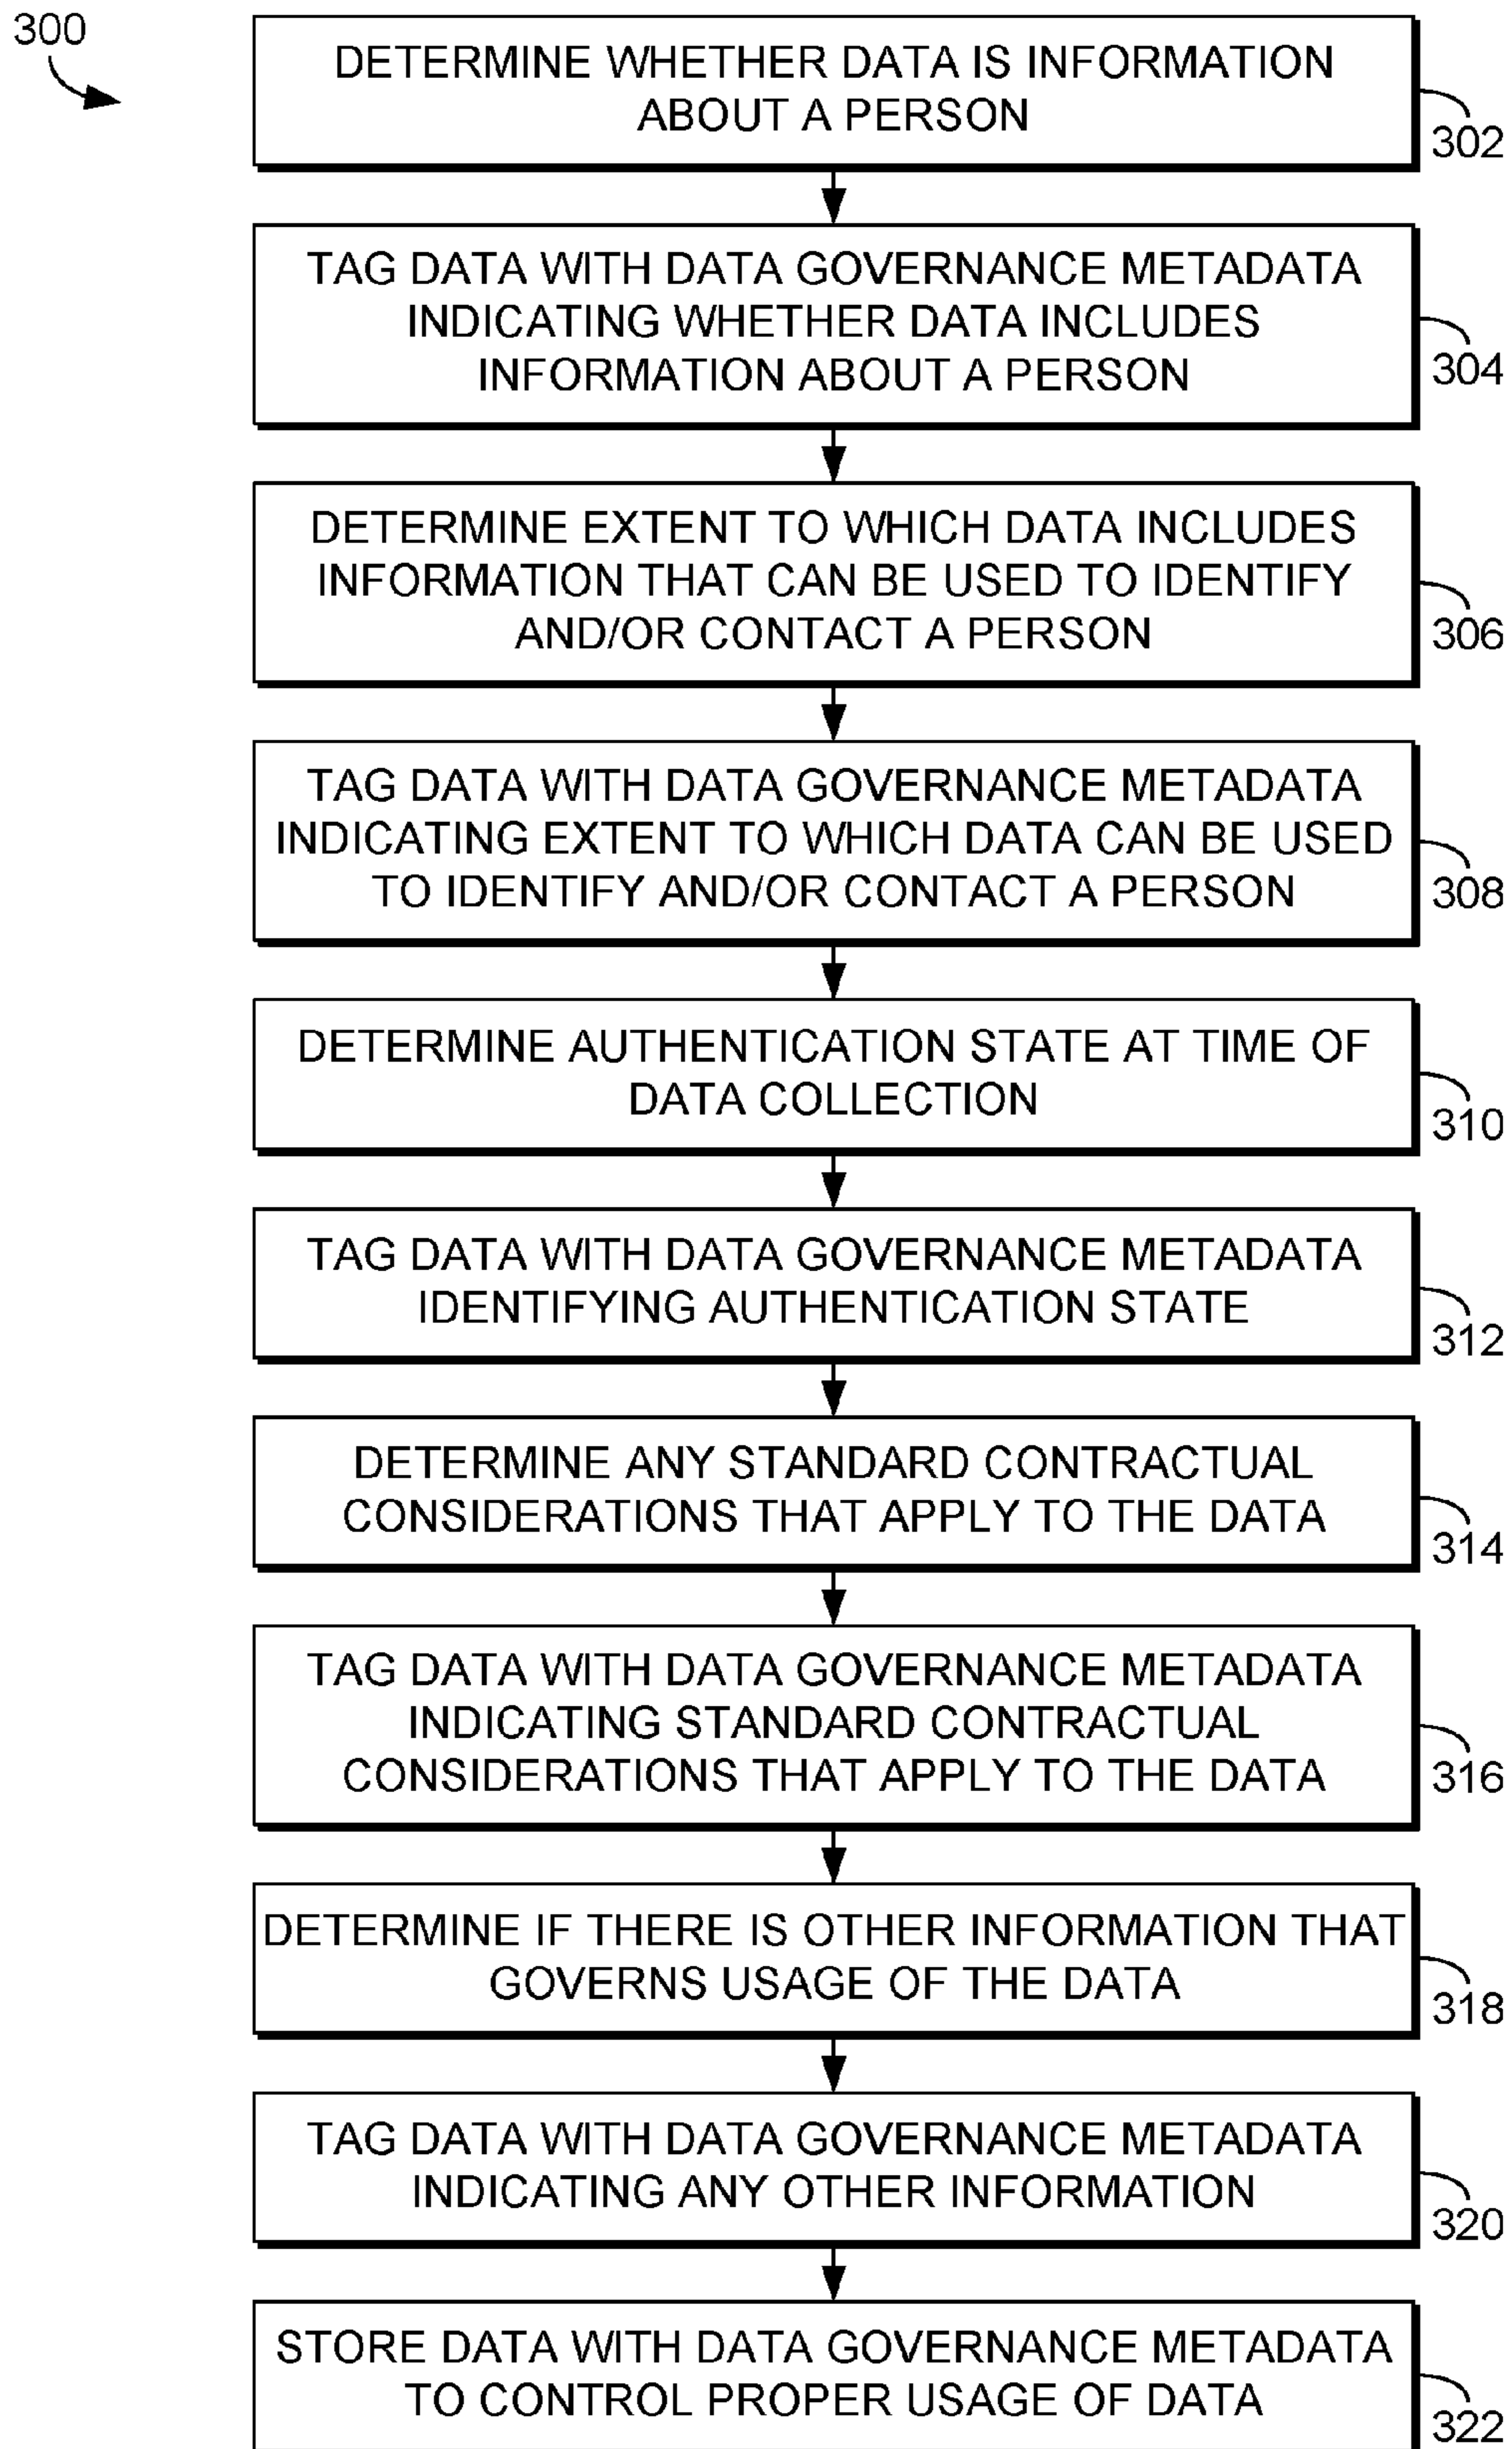 300
DETERMINE WHETHER DATA IS INFORMATION
ABOUT A PERSON
302
TAG DATA WITH DATA GOVERNANCE METADATA
INDICATING WHETHER DATA INCLUDES
INFORMATION ABOUT A PERSON
304
DETERMINE EXTENT TO WHICH DATA INCLUDES
INFORMATION THAT CAN BE USED TO IDENTIFY
AND/OR CONTACT A PERSON
306
TAG DATA WITH DATA GOVERNANCE METADATA
INDICATING EXTENT TO WHICH DATA CAN BE USED
TO IDENTIFY AND/OR CONTACT A PERSON
308
DETERMINE AUTHENTICATION STATE AT TIME OF
DATA COLLECTION
310
TAG DATA WITH DATA GOVERNANCE METADATA
IDENTIFYING AUTHENTICATION STATE
312
DETERMINE ANY STANDARD CONTRACTUAL
CONSIDERATIONS THAT APPLY TO THE DATA
314
TAG DATA WITH DATA GOVERNANCE METADATA
INDICATING STANDARD CONTRACTUAL
CONSIDERATIONS THAT APPLY TO THE DATA
316
DETERMINE IF THERE IS OTHER INFORMATION THAT
GOVERNS USAGE OF THE DATA
318
TAG DATA WITH DATA GOVERNANCE METADATA
INDICATING ANY OTHER INFORMATION
320
STORE DATA WITH DATA GOVERNANCE METADATA
TO CONTROL PROPER USAGE OF DATA
322